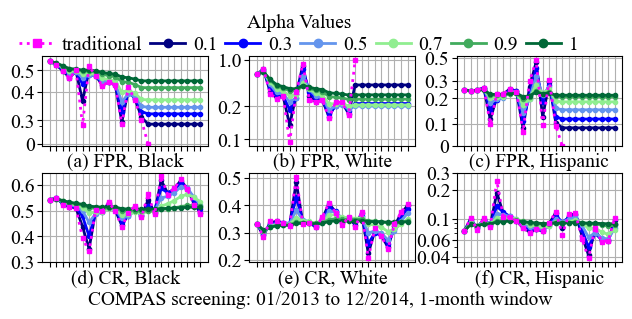 Alpha Values
traditional 0.1 0.3 0.5 0.7 0.9 1
0.5
0.4
0.3
0
1.0
0.2
0.1
0.5
0.3
0.2
0.1
0
(a) FPR, Black
(b) FPR, White
(c) FPR, Hispanic
0.6
0.5
0.4
0.3
0.5
0.4
0.3
0.2
0.3
0.2
0.1
0.06
0.04
(d) CR, Black
(e) CR, White
(f) CR, Hispanic
COMPAS screening: 01/2013 to 12/2014, 1-month window